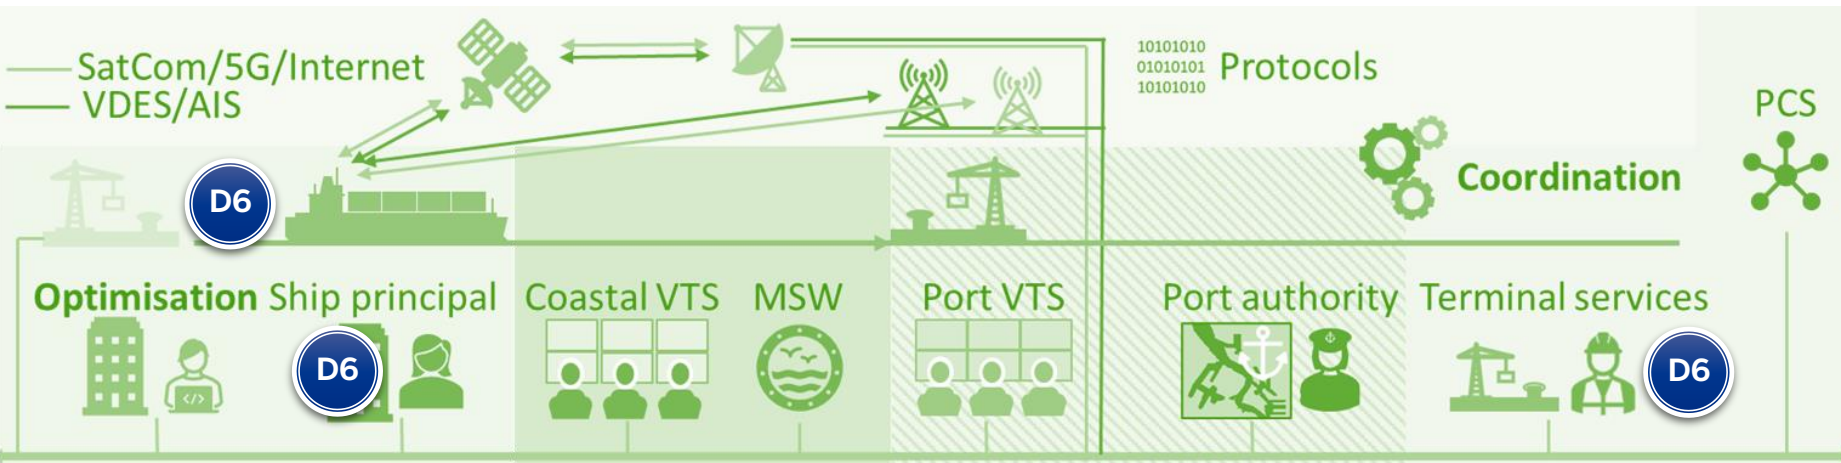 SatCom/5G/Internet
VDES/AIS
10101010
01010101
10101010
Protocols
PCS
Coordination
D6
Optimisation
Ship principal
Coastal VTS
MSW
Port VTS
Port authority
Terminal services
D6
</>
D6